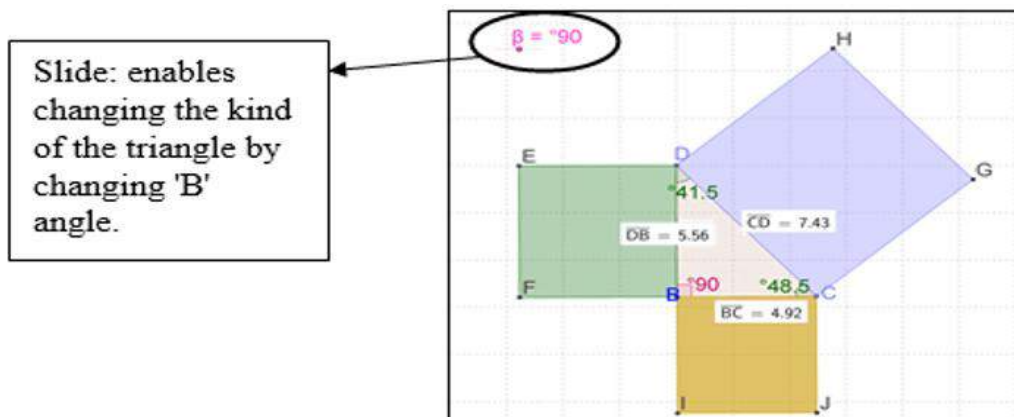 Slide: enables
changing the kind
of the triangle by
changing 'B'
angle.
β = °90
H
E
D
G
°41.5
DB = 5.56
CD = 7.43
F
B
°90
°48.5
C
BC = 4.92
I
J